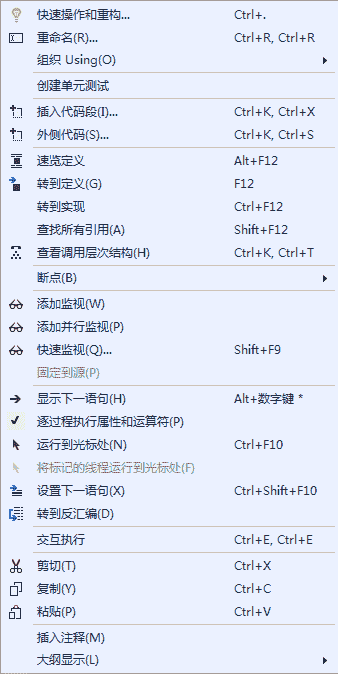 快速操作和重构... Ctrl+.
重命名(R)... Ctrl+R, Ctrl+R
组织 Using(O)
创建单元测试
插入代码段(I)... Ctrl+K, Ctrl+X
外侧代码(S)... Ctrl+K, Ctrl+S
速览定义 Alt+F12
转到定义(G) F12
转到实现 Ctrl+F12
查找所有引用(A) Shift+F12
查看调用层次结构(H) Ctrl+K, Ctrl+T
断点(B)
添加监视(W)
添加并行监视(P)
快速监视(Q)... Shift+F9
固定到源(P)
显示下一语句(H) Alt+数字键 *
逐过程执行属性和运算符(P)
运行到光标处(N) Ctrl+F10
将标记的线程运行到光标处(F)
设置下一语句(X) Ctrl+Shift+F10
转到反汇编(D)
交互执行 Ctrl+E, Ctrl+E
剪切(T) Ctrl+X
复制(Y) Ctrl+C
粘贴(P) Ctrl+V
插入注释(M)
大纲显示(L)